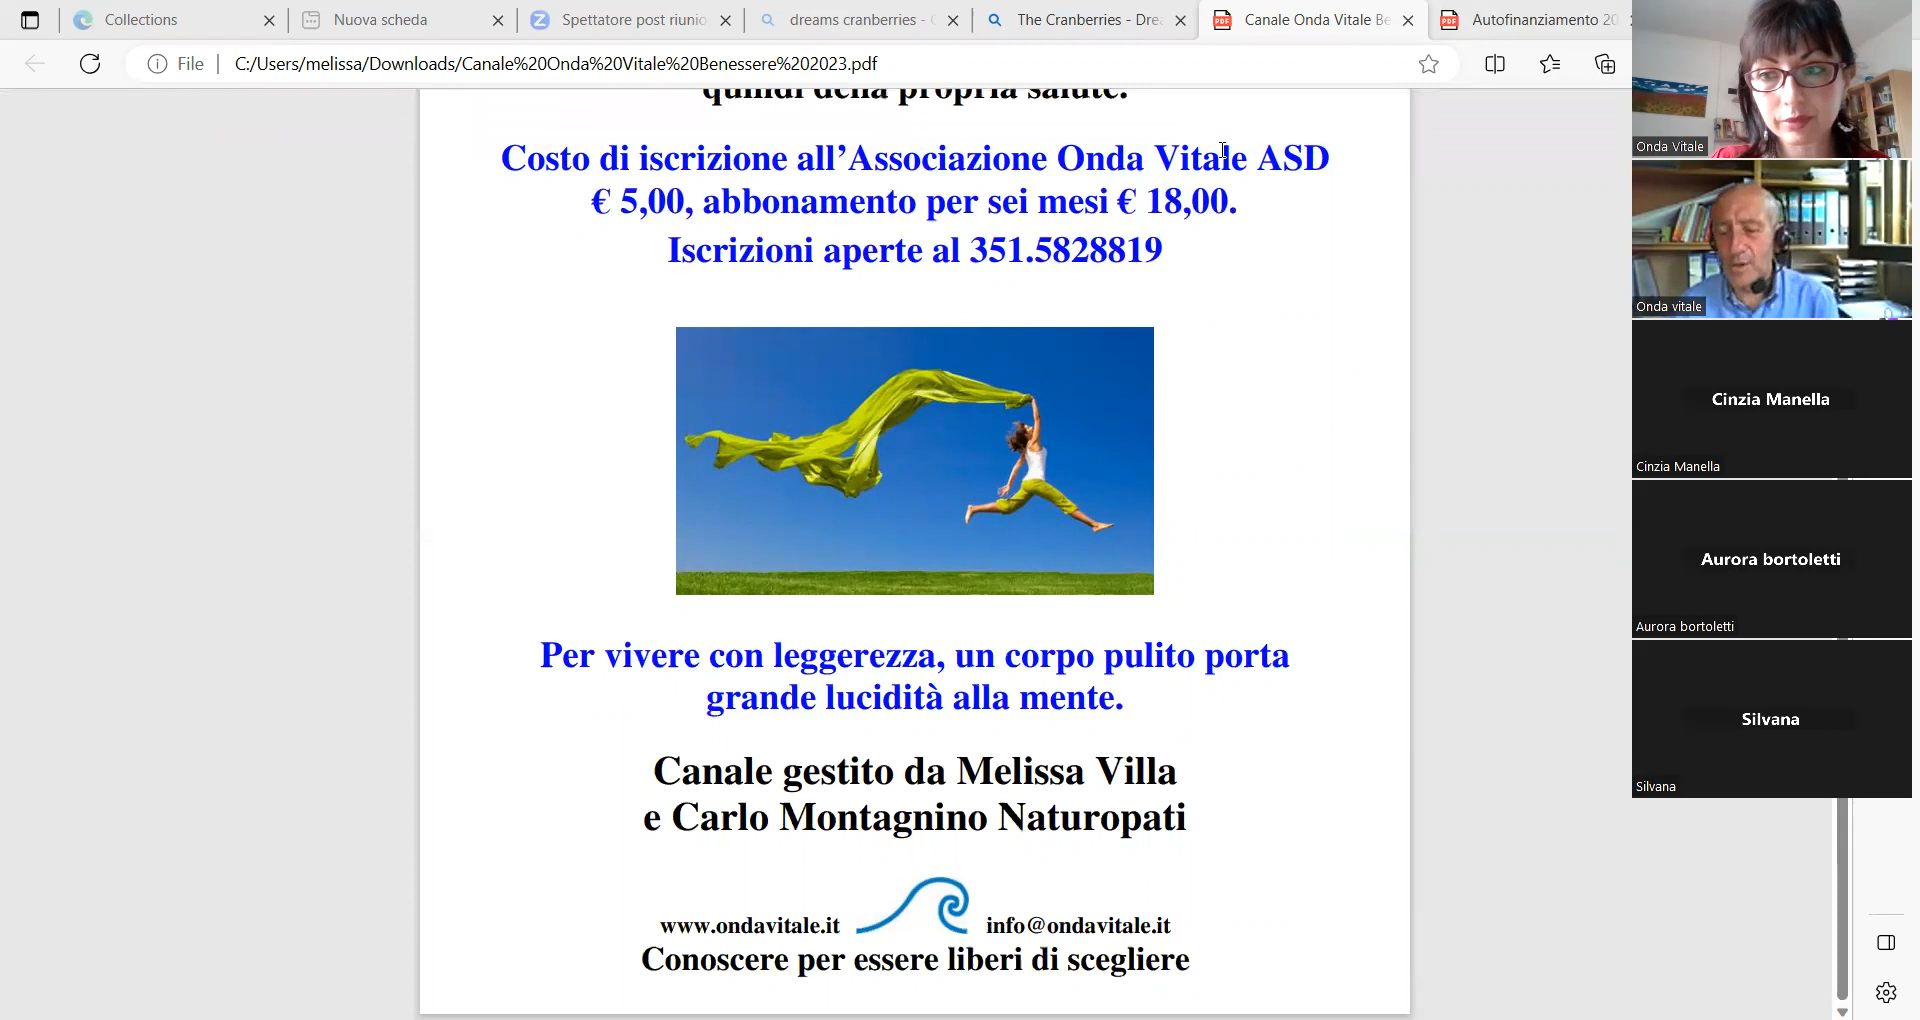 Collections
Nuova scheda
Spettatore post riunio
dreams cranberries -
The Cranberries - Dre
Canale Onda Vitale Be
Autofinanziamento 20
File
C:/Users/melissa/Downloads/Canale%20Onda%20Vitale%20Benessere%202023.pdf
quindi della propria salute.
Costo di iscrizione all’Associazione Onda Vitale ASD
€ 5,00, abbonamento per sei mesi € 18,00.
Iscrizioni aperte al 351.5828819
Per vivere con leggerezza, un corpo pulito porta
grande lucidità alla mente.
Canale gestito da Melissa Villa
e Carlo Montagnino Naturopati
www.ondavitale.it
info@ondavitale.it
Conoscere per essere liberi di scegliere
Onda Vitale
Onda vitale
Cinzia Manella
Cinzia Manella
Aurora bortoletti
Aurora bortoletti
Silvana
Silvana